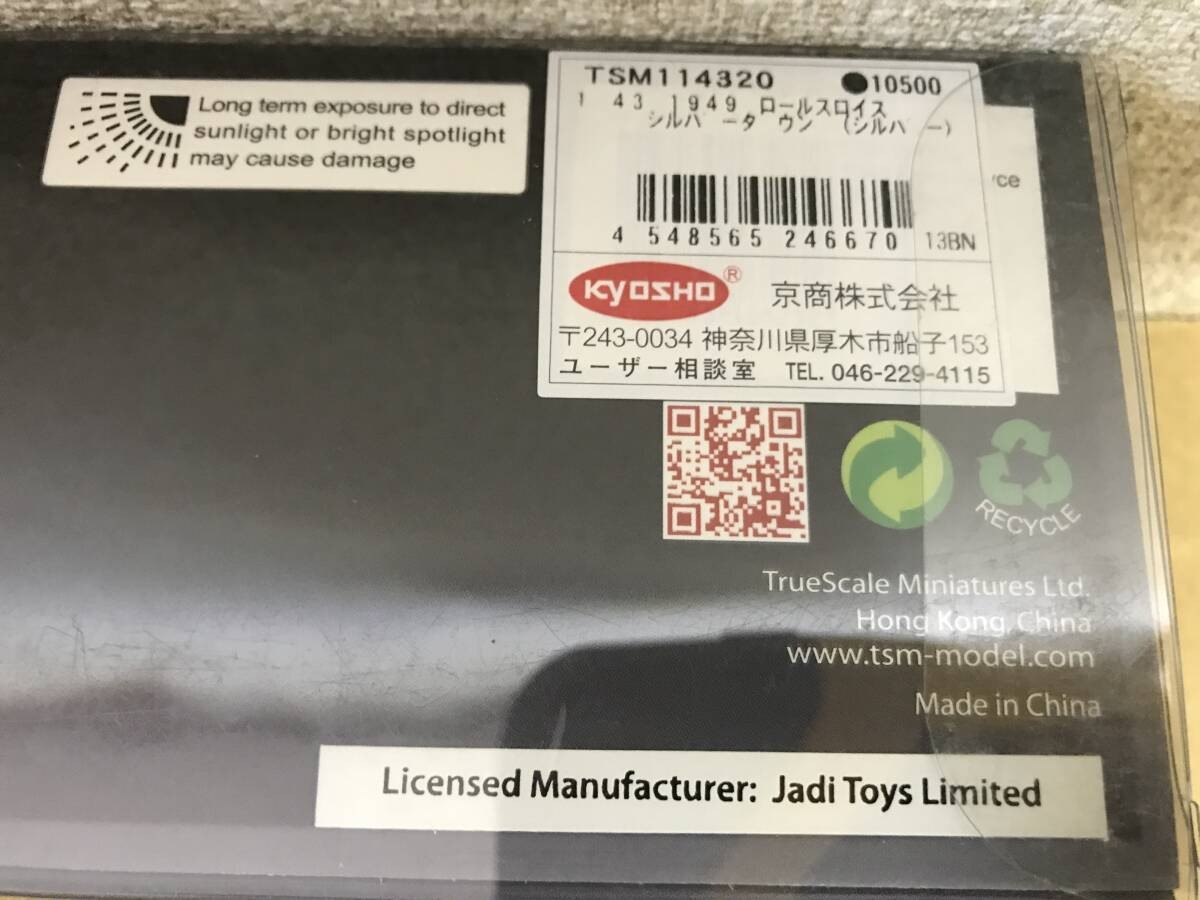 Long term exposure to direct
sunlight or bright spotlight
may cause damage
TSM114320 ●10500
1 43 1949 ロールスロイス
シルバ ータ ウン (シルバ ー)
ce
4 548565 246670 13BN
KYOSHO® 京商株式会社
〒243-0034 神奈川県厚木市船子153
ユーザー相談室 TEL. 046-229-4115
RECYCLE
TrueScale Miniatures Ltd.
Hong Kong, China
www.tsm-model.com
Made in China
Licensed Manufacturer: Jadi Toys Limited